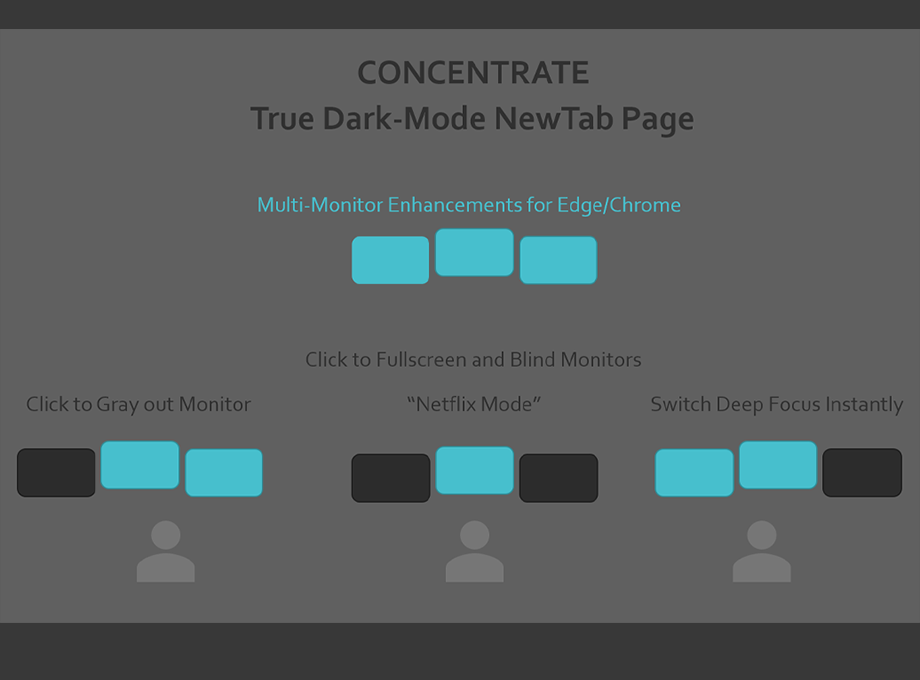 CONCENTRATE
True Dark-Mode NewTab Page
Multi-Monitor Enhancements for Edge/Chrome
Click to Fullscreen and Blind Monitors
Click to Gray out Monitor
“Netflix Mode”
Switch Deep Focus Instantly